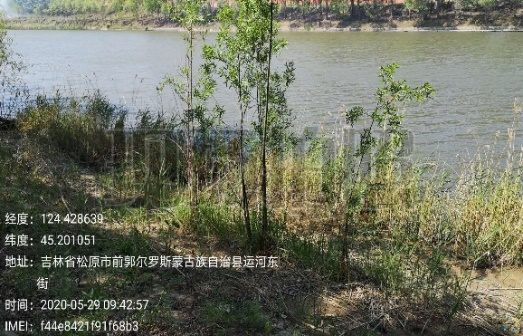 经度：124.428639
纬度：45.201051
地址：吉林省松原市前郭尔罗斯蒙古族自治县运河东
街
时间：2020-05-29 09:42:57
IMEI：f44e8421f91f68b3